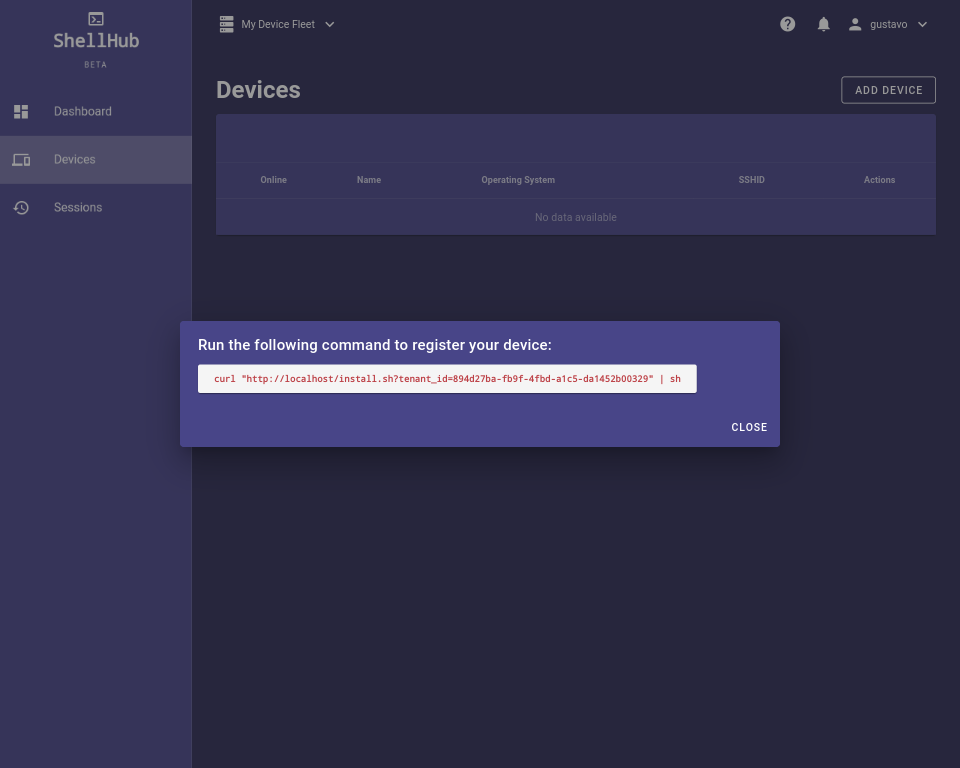 ShellHub
BETA
My Device Fleet
gustavo
Dashboard
Devices
Sessions
Devices
ADD DEVICE
Online Name Operating System SSHID Actions
No data available
Run the following command to register your device:
curl "http://localhost/install.sh?tenant_id=894d27ba-fb9f-4fbd-a1c5-da1452b00329" | sh
CLOSE